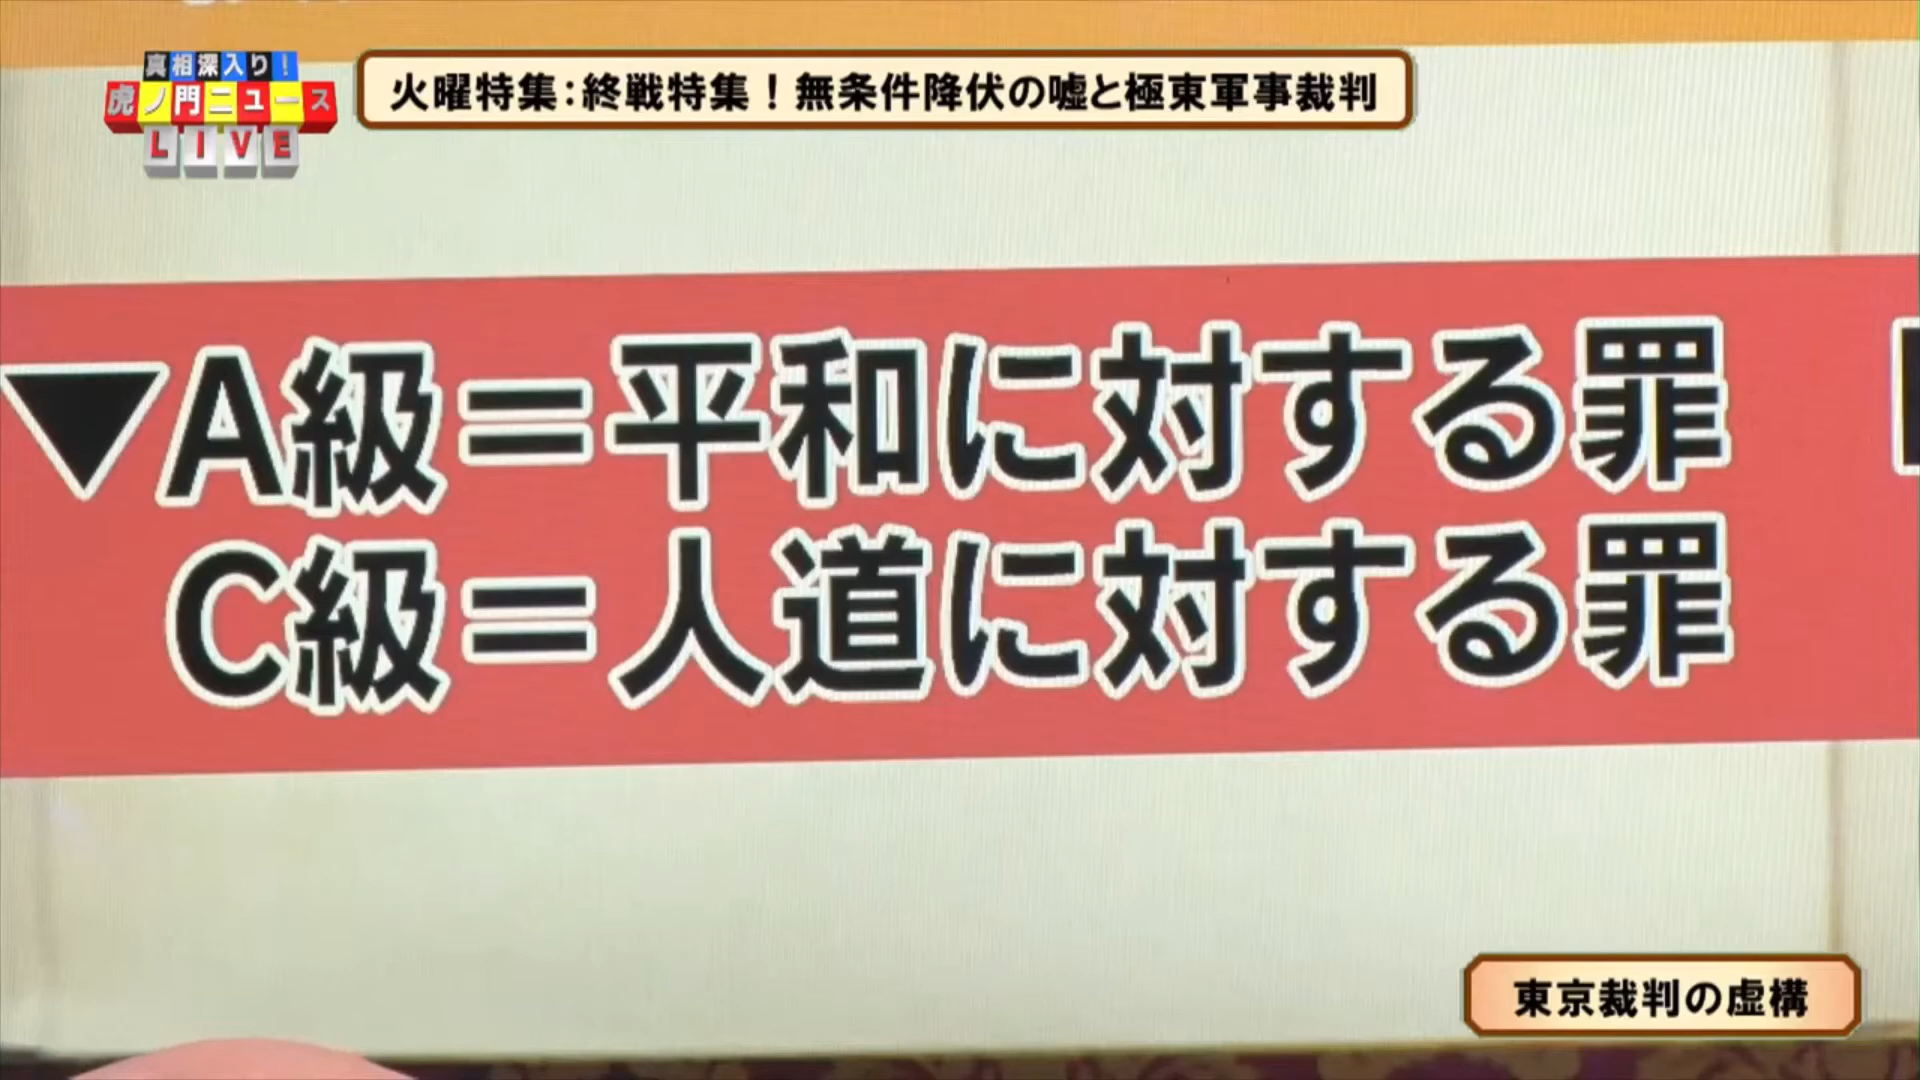 真相深入り!
虎ノ門ニュース
LIVE
火曜特集:終戦特集!無条件降伏の嘘と極東軍事裁判
▼A級=平和に対する罪
C級=人道に対する罪
東京裁判の虚構